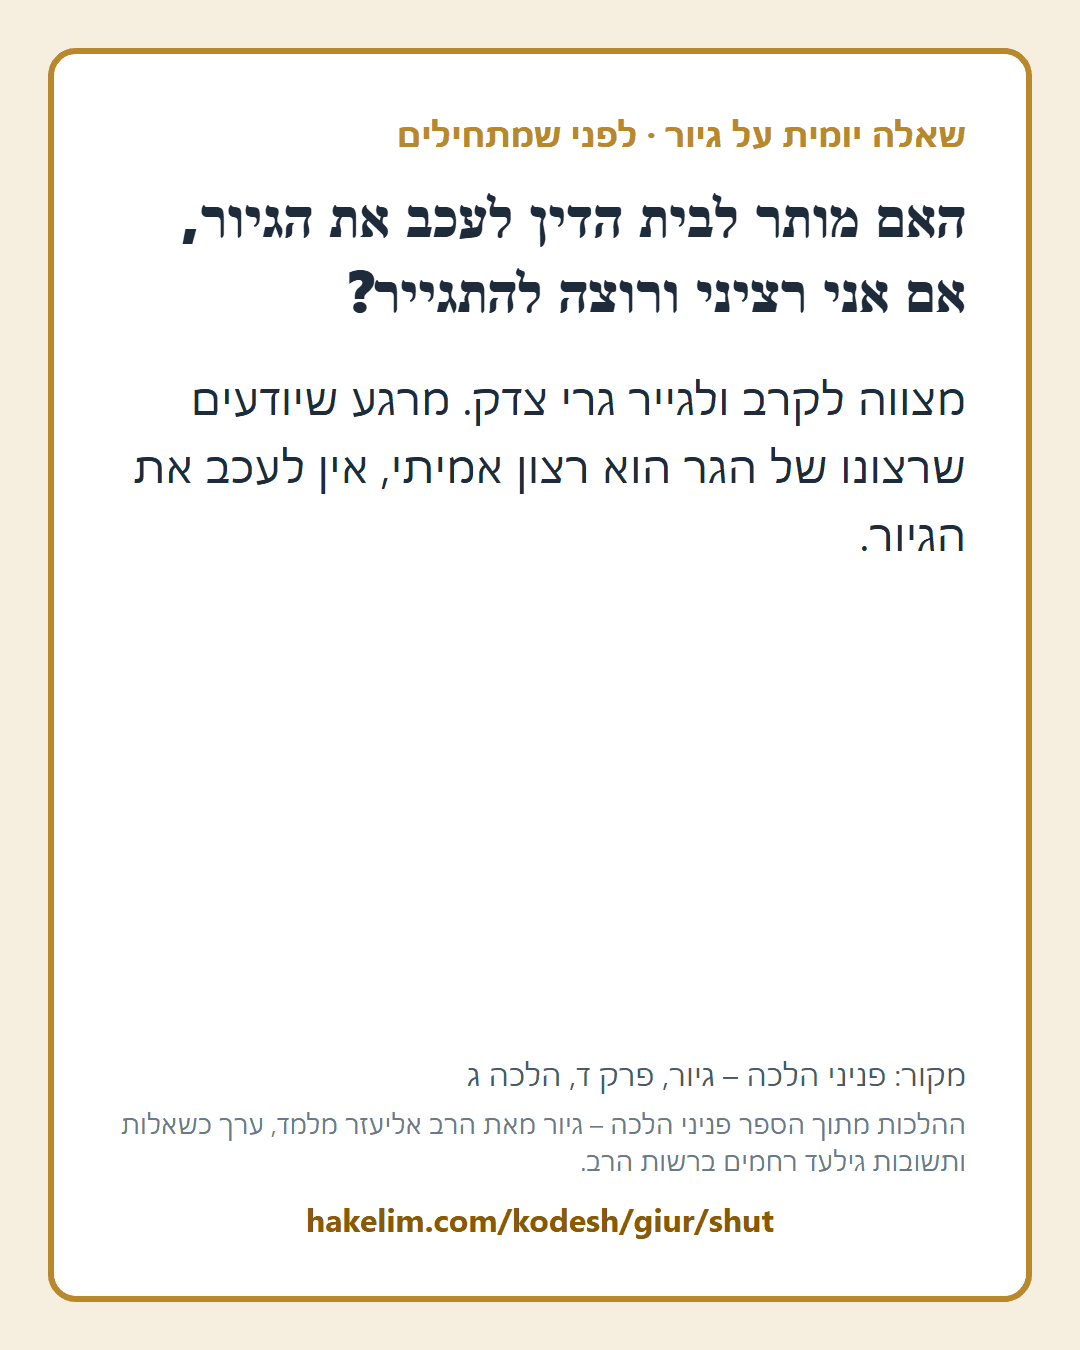 שאלה יומית על גיור · לפני שמתחילים
האם מותר לבית הדין לעכב את הגיור,
אם אני רציני ורוצה להתגייר?
מצווה לקרב ולגייר גרי צדק. מרגע שיודעים
שרצונו של הגר הוא רצון אמיתי, אין לעכב את
הגיור.
מקור: פניני הלכה – גיור, פרק ד, הלכה ג
ההלכות מתוך הספר פניני הלכה – גיור מאת הרב אליעזר מלמד, ערך כשאלות
ותשובות גילעד רחמים ברשות הרב.
hakelim.com/kodesh/giur/shut